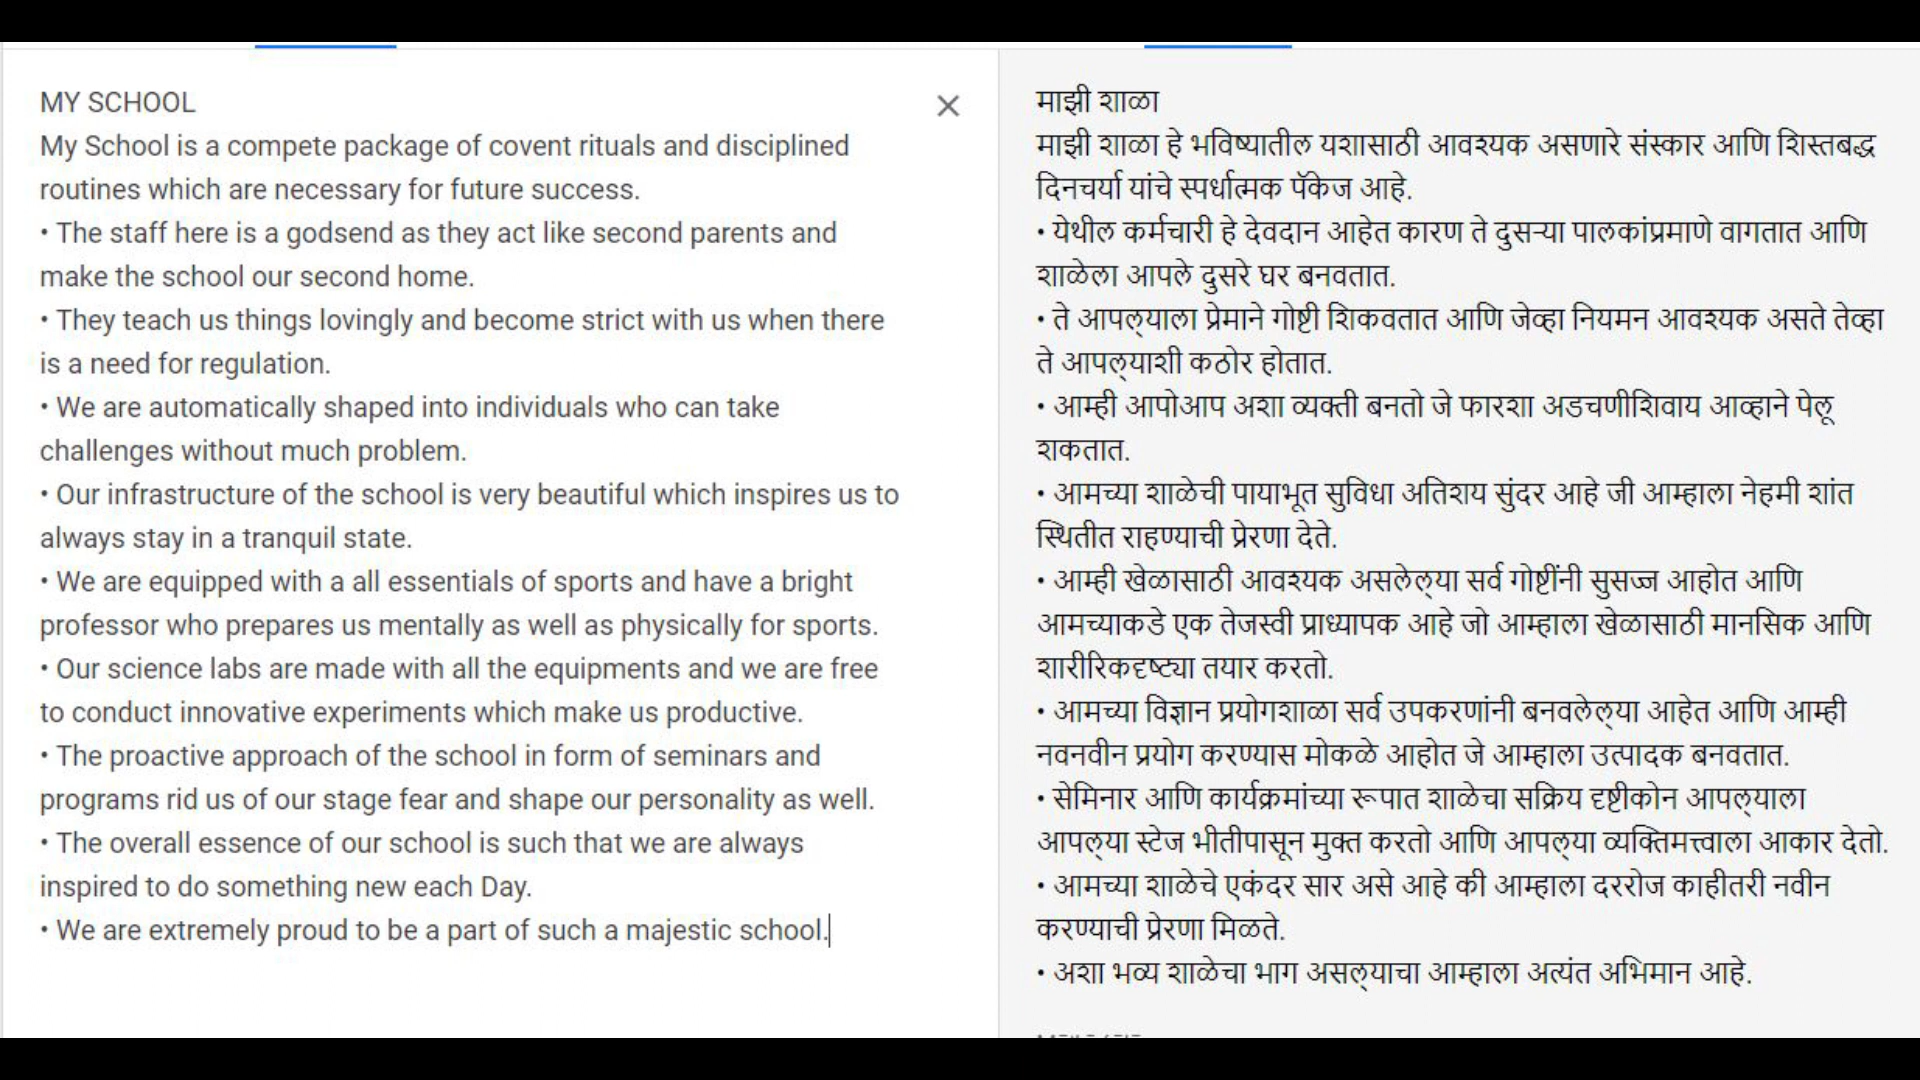 MY SCHOOL
My School is a compete package of covent rituals and disciplined
routines which are necessary for future success.
• The staff here is a godsend as they act like second parents and
make the school our second home.
• They teach us things lovingly and become strict with us when there
is a need for regulation.
• We are automatically shaped into individuals who can take
challenges without much problem.
• Our infrastructure of the school is very beautiful which inspires us to
always stay in a tranquil state.
• We are equipped with a all essentials of sports and have a bright
professor who prepares us mentally as well as physically for sports.
• Our science labs are made with all the equipments and we are free
to conduct innovative experiments which make us productive.
• The proactive approach of the school in form of seminars and
programs rid us of our stage fear and shape our personality as well.
• The overall essence of our school is such that we are always
inspired to do something new each Day.
• We are extremely proud to be a part of such a majestic school.
माझी शाळा
माझी शाळा हे भविष्यातील यशासाठी आवश्यक असणारे संस्कार आणि शिस्तबद्ध
दिनचर्या यांचे स्पर्धात्मक पॅकेज आहे.
• येथील कर्मचारी हे देवदान आहेत कारण ते दुसऱ्या पालकांप्रमाणे वागतात आणि
शाळेला आपले दुसरे घर बनवतात.
• ते आपल्याला प्रेमाने गोष्टी शिकवतात आणि जेव्हा नियमन आवश्यक असते तेव्हा
ते आपल्याशी कठोर होतात.
• आम्ही आपोआप अशा व्यक्ती बनतो जे फारशा अडचणीशिवाय आव्हाने पेलू
शकतात.
• आमच्या शाळेची पायाभूत सुविधा अतिशय सुंदर आहे जी आम्हाला नेहमी शांत
स्थितीत राहण्याची प्रेरणा देते.
• आम्ही खेळासाठी आवश्यक असलेल्या सर्व गोष्टींनी सुसज्ज आहोत आणि
आमच्याकडे एक तेजस्वी प्राध्यापक आहे जो आम्हाला खेळासाठी मानसिक आणि
शारीरिकदृष्ट्या तयार करतो.
• आमच्या विज्ञान प्रयोगशाळा सर्व उपकरणांनी बनवलेल्या आहेत आणि आम्ही
नवनवीन प्रयोग करण्यास मोकळे आहोत जे आम्हाला उत्पादक बनवतात.
• सेमिनार आणि कार्यक्रमांच्या रूपात शाळेचा सक्रिय दृष्टीकोन आपल्याला
आपल्या स्टेज भीतीपासून मुक्त करतो आणि आपल्या व्यक्तिमत्त्वाला आकार देतो.
• आमच्या शाळेचे एकंदर सार असे आहे की आम्हाला दररोज काहीतरी नवीन
करण्याची प्रेरणा मिळते.
• अशा भव्य शाळेचा भाग असल्याचा आम्हाला अत्यंत अभिमान आहे.